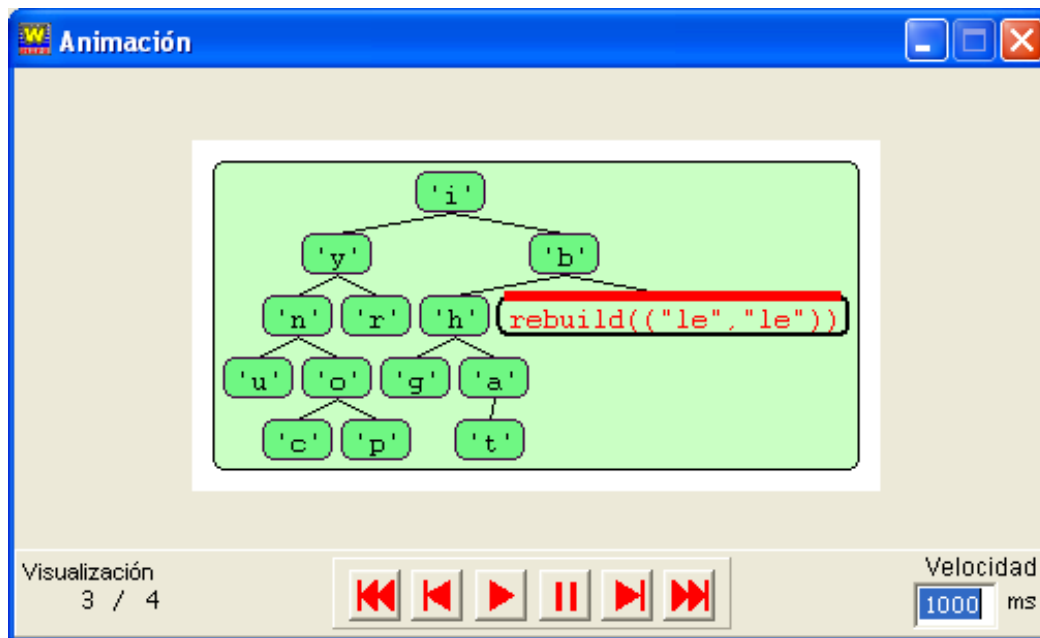 Animación
'i'
'y' 'b'
'n' 'r' 'h' rebuild(("le","le"))
'u' 'o' 'g' 'a'
'c' 'p' 't'
Visualización
3 / 4
Velocidad
1000 ms